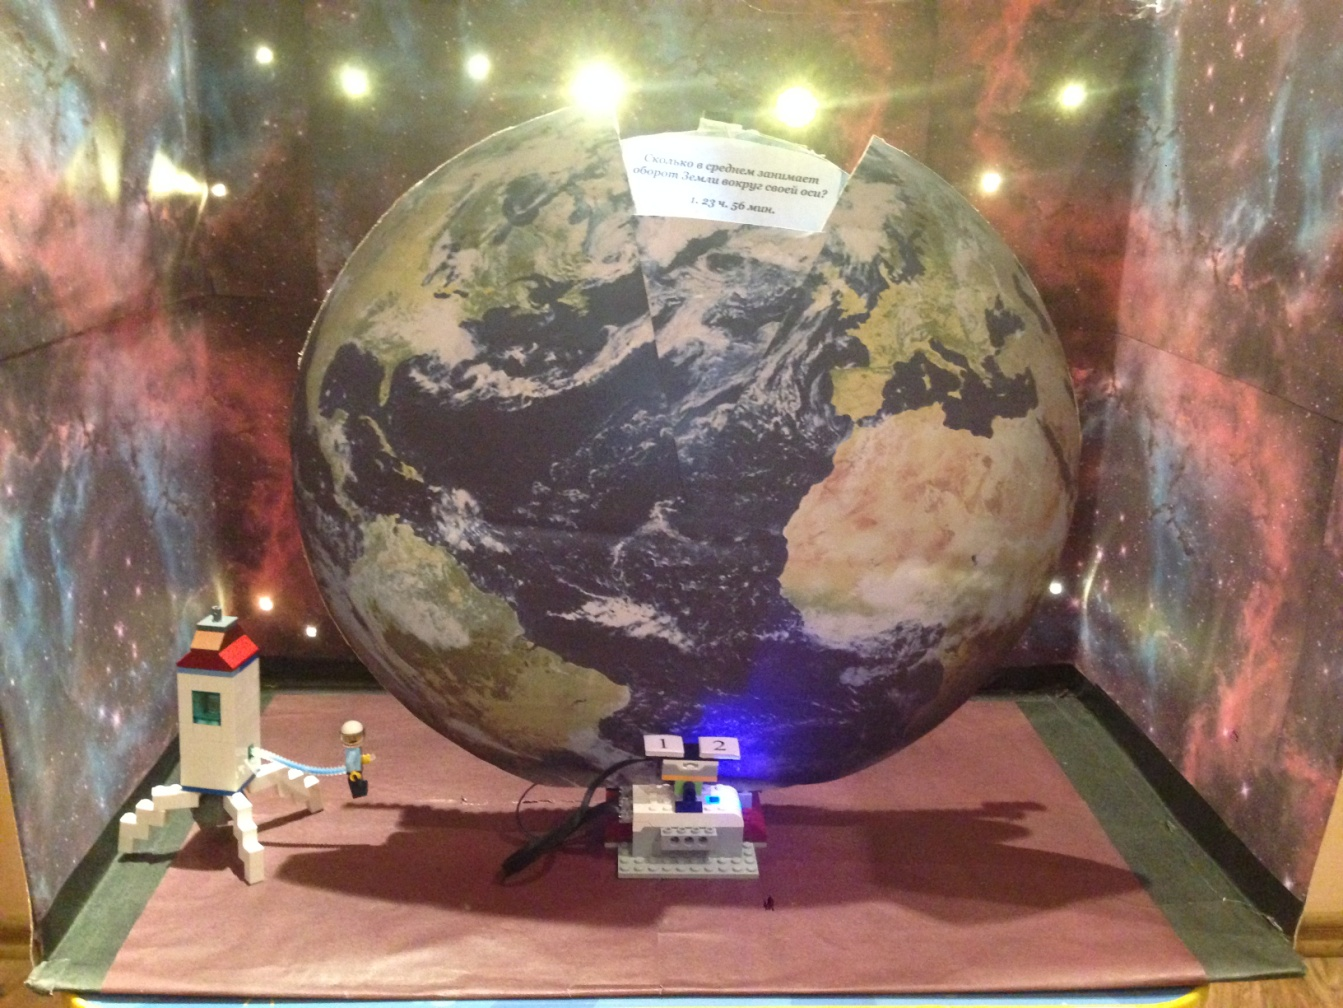 Сколько в среднем занимает
оборот Земли вокруг своей оси?
1. 23 ч. 56 мин.
1 2